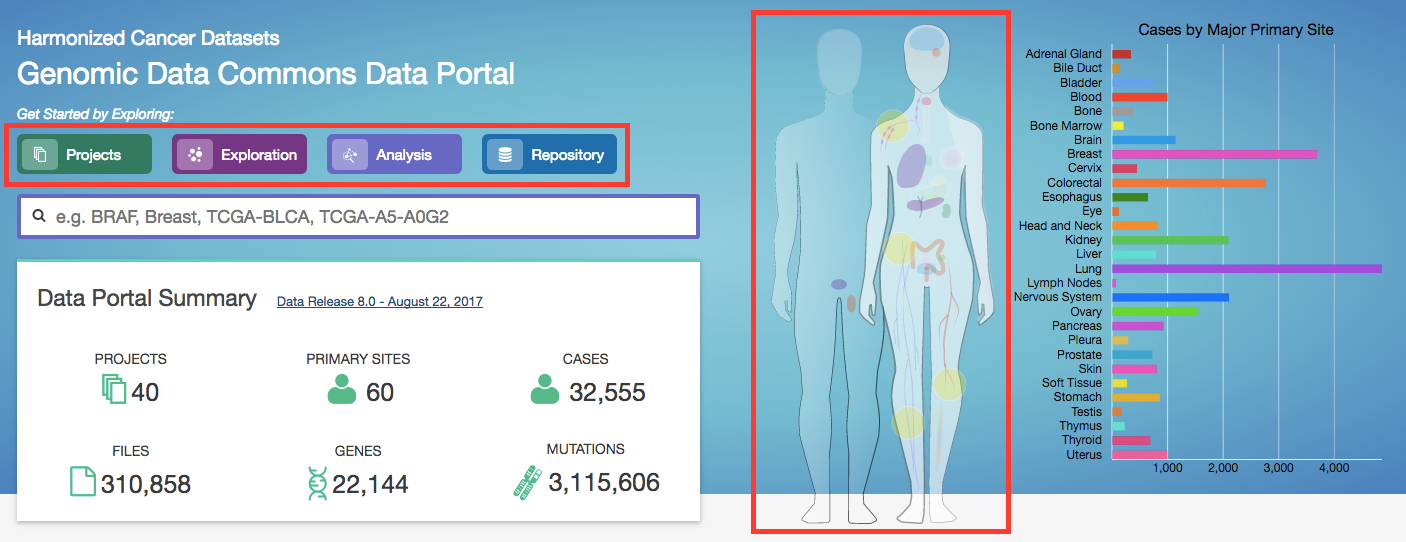 Harmonized Cancer Datasets
Genomic Data Commons Data Portal
Get Started by Exploring:
Projects
Exploration
Analysis
Repository
e.g. BRAF, Breast, TCGA-BLCA, TCGA-A5-A0G2
Data Portal Summary
Data Release 8.0 - August 22, 2017
PROJECTS
40
PRIMARY SITES
60
CASES
32,555
FILES
310,858
GENES
22,144
MUTATIONS
3,115,606
Cases by Major Primary Site
Adrenal Gland
Bile Duct
Bladder
Blood
Bone
Bone Marrow
Brain
Breast
Cervix
Colorectal
Esophagus
Eye
Head and Neck
Kidney
Liver
Lung
Lymph Nodes
Nervous System
Ovary
Pancreas
Pleura
Prostate
Skin
Soft Tissue
Stomach
Testis
Thymus
Thyroid
Uterus
1,000 2,000 3,000 4,000